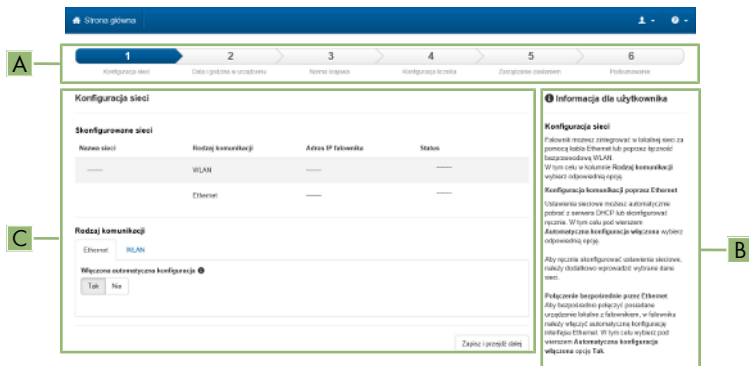 Strona główna
A
1 2 3 4 5 6
Konfiguracja sieci Data i godzina w urządzeniu Norma krajowa Konfiguracja licznika Zarządzanie zasilaniem Podsumowanie
C
Konfiguracja sieci
Skonfigurowane sieci
Nazwa sieci Rodzaj komunikacji Adres IP falownika Status
------ WLAN ------ ------
Ethernet ------ ------
Rodzaj komunikacji
Ethernet WLAN
Włączona automatyczna konfiguracja
Tak Nie
Zapisz i przejdź dalej
B
Informacja dla użytkownika
Konfiguracja sieci
Falownik możesz zintegrować w lokalnej sieci za
pomocą kabla Ethernet lub poprzez łączność
bezprzewodową WLAN.
W tym celu w kolumnie Rodzaj komunikacji
wybierz odpowiednią opcję.
Konfiguracja komunikacji poprzez Ethernet
Ustawienia sieciowe możesz automatycznie
pobrać z serwera DHCP lub skonfigurować
ręcznie. W tym celu pod wierszem
Automatyczna konfiguracja włączona wybierz
odpowiednią opcję.
Aby ręcznie skonfigurować ustawienia sieciowe,
należy dodatkowo wprowadzić wybrane dane
sieci.
Połączenie bezpośrednie przez Ethernet
Aby bezpośrednio połączyć posiadane
urządzenie lokalne z falownikiem, w falowniku
należy włączyć automatyczną konfigurację
interfejsu Ethernet. W tym celu wybierz pod
wierszem Automatyczna konfiguracja
włączona opcję Tak.